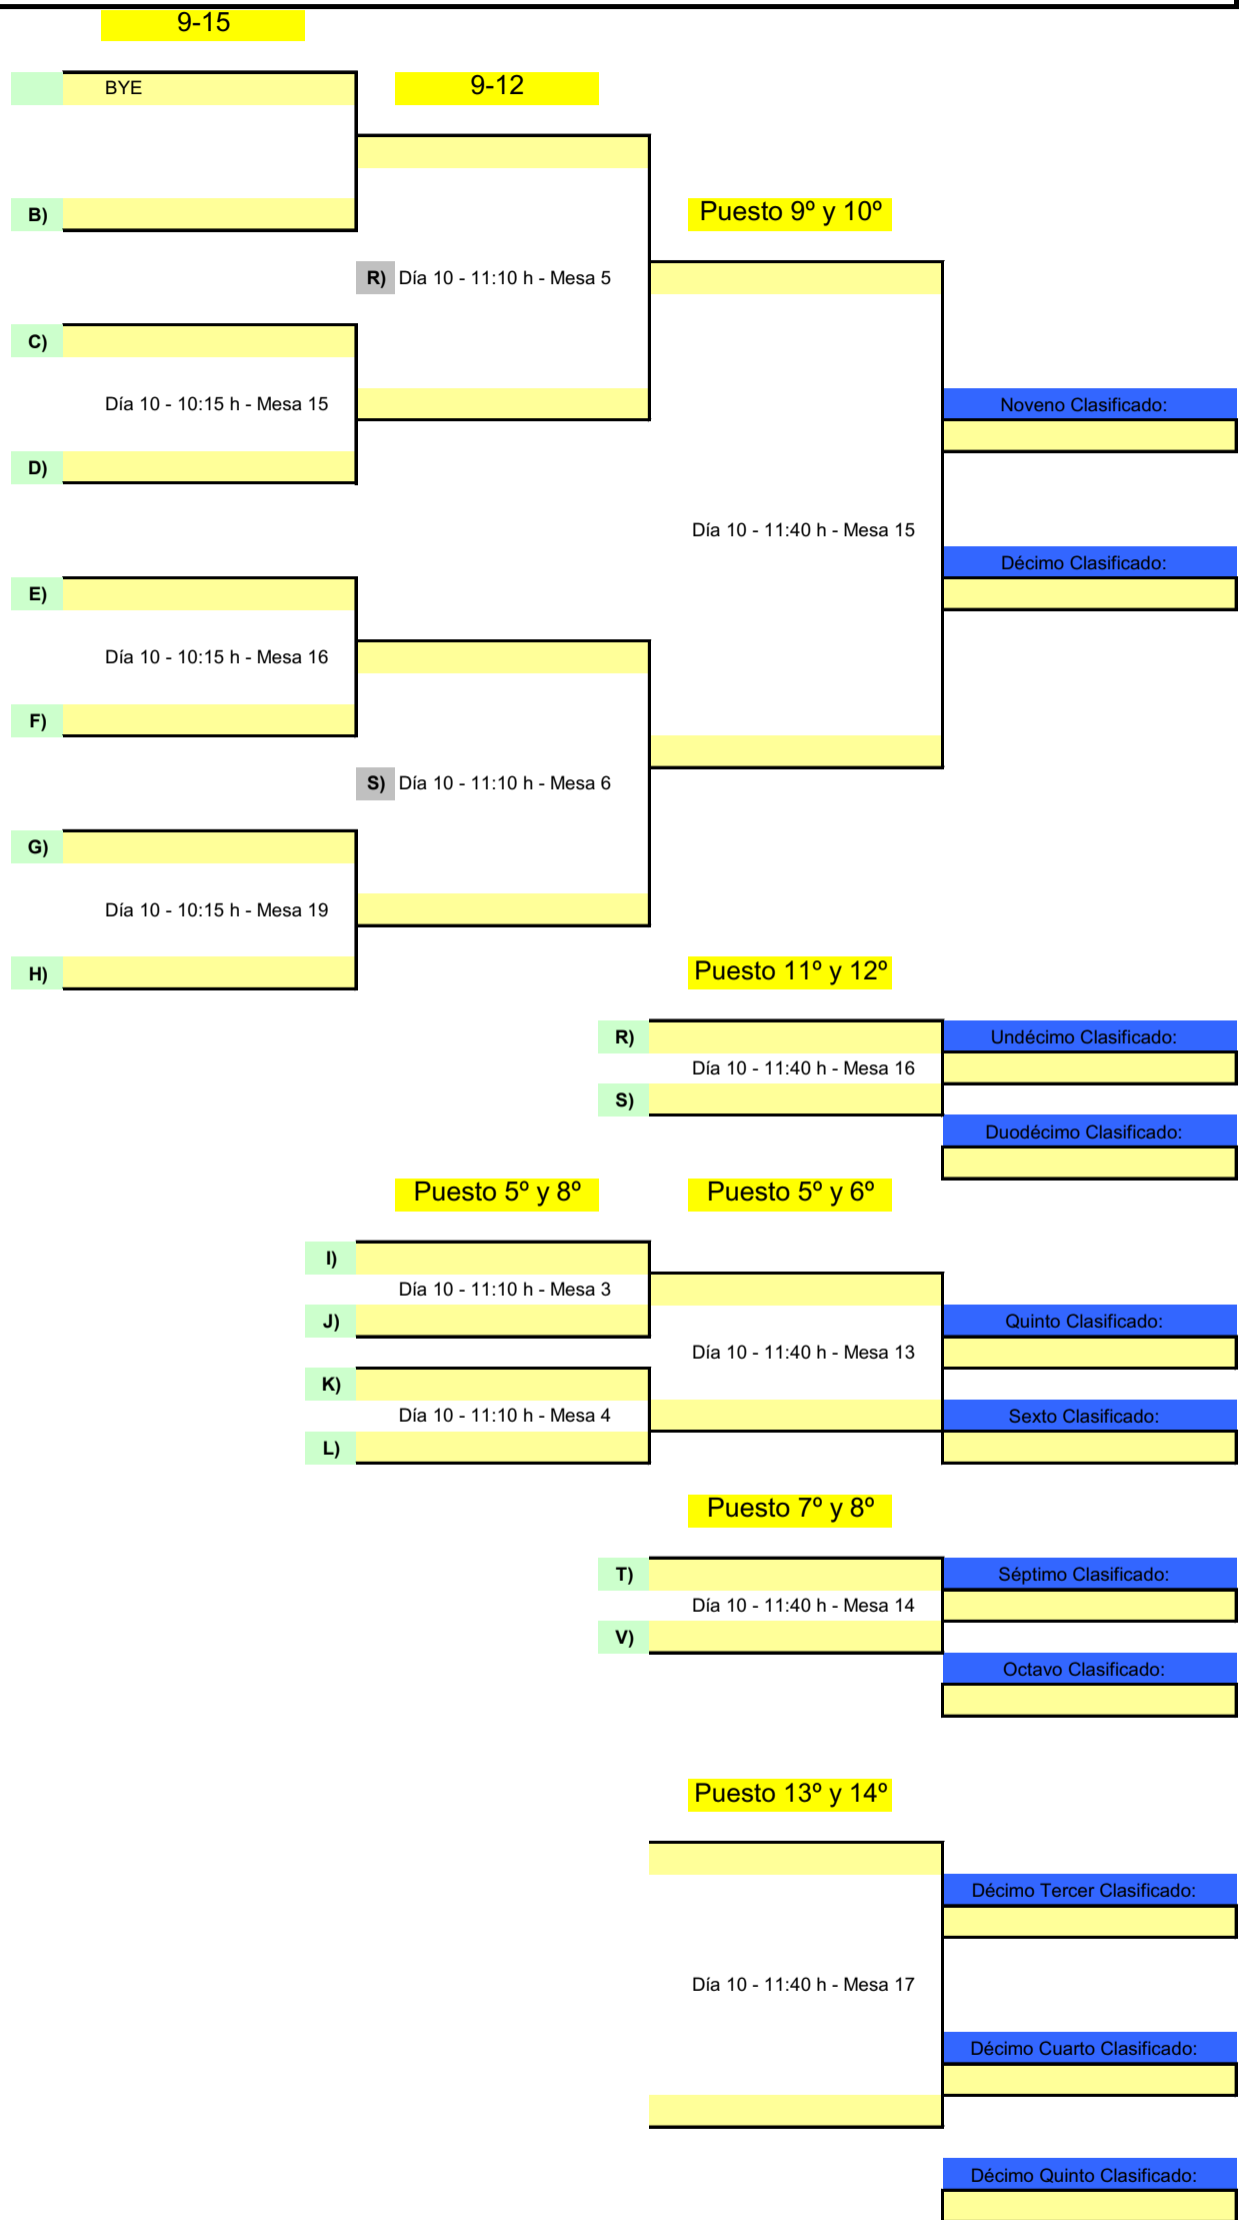 9-15
BYE
9-12
B)
Puesto 9º y 10º
R) Día 10 - 11:10 h - Mesa 5
C)
Día 10 - 10:15 h - Mesa 15
Noveno Clasificado:
D)
Día 10 - 11:40 h - Mesa 15
Décimo Clasificado:
E)
Día 10 - 10:15 h - Mesa 16
F)
S) Día 10 - 11:10 h - Mesa 6
G)
Día 10 - 10:15 h - Mesa 19
H)
Puesto 11º y 12º
R)
Undécimo Clasificado:
Día 10 - 11:40 h - Mesa 16
S)
Duodécimo Clasificado:
Puesto 5º y 8º
Puesto 5º y 6º
I)
Día 10 - 11:10 h - Mesa 3
J)
Quinto Clasificado:
Día 10 - 11:40 h - Mesa 13
K)
Día 10 - 11:10 h - Mesa 4
Sexto Clasificado:
L)
Puesto 7º y 8º
T)
Séptimo Clasificado:
Día 10 - 11:40 h - Mesa 14
V)
Octavo Clasificado:
Puesto 13º y 14º
Décimo Tercer Clasificado:
Día 10 - 11:40 h - Mesa 17
Décimo Cuarto Clasificado:
Décimo Quinto Clasificado: